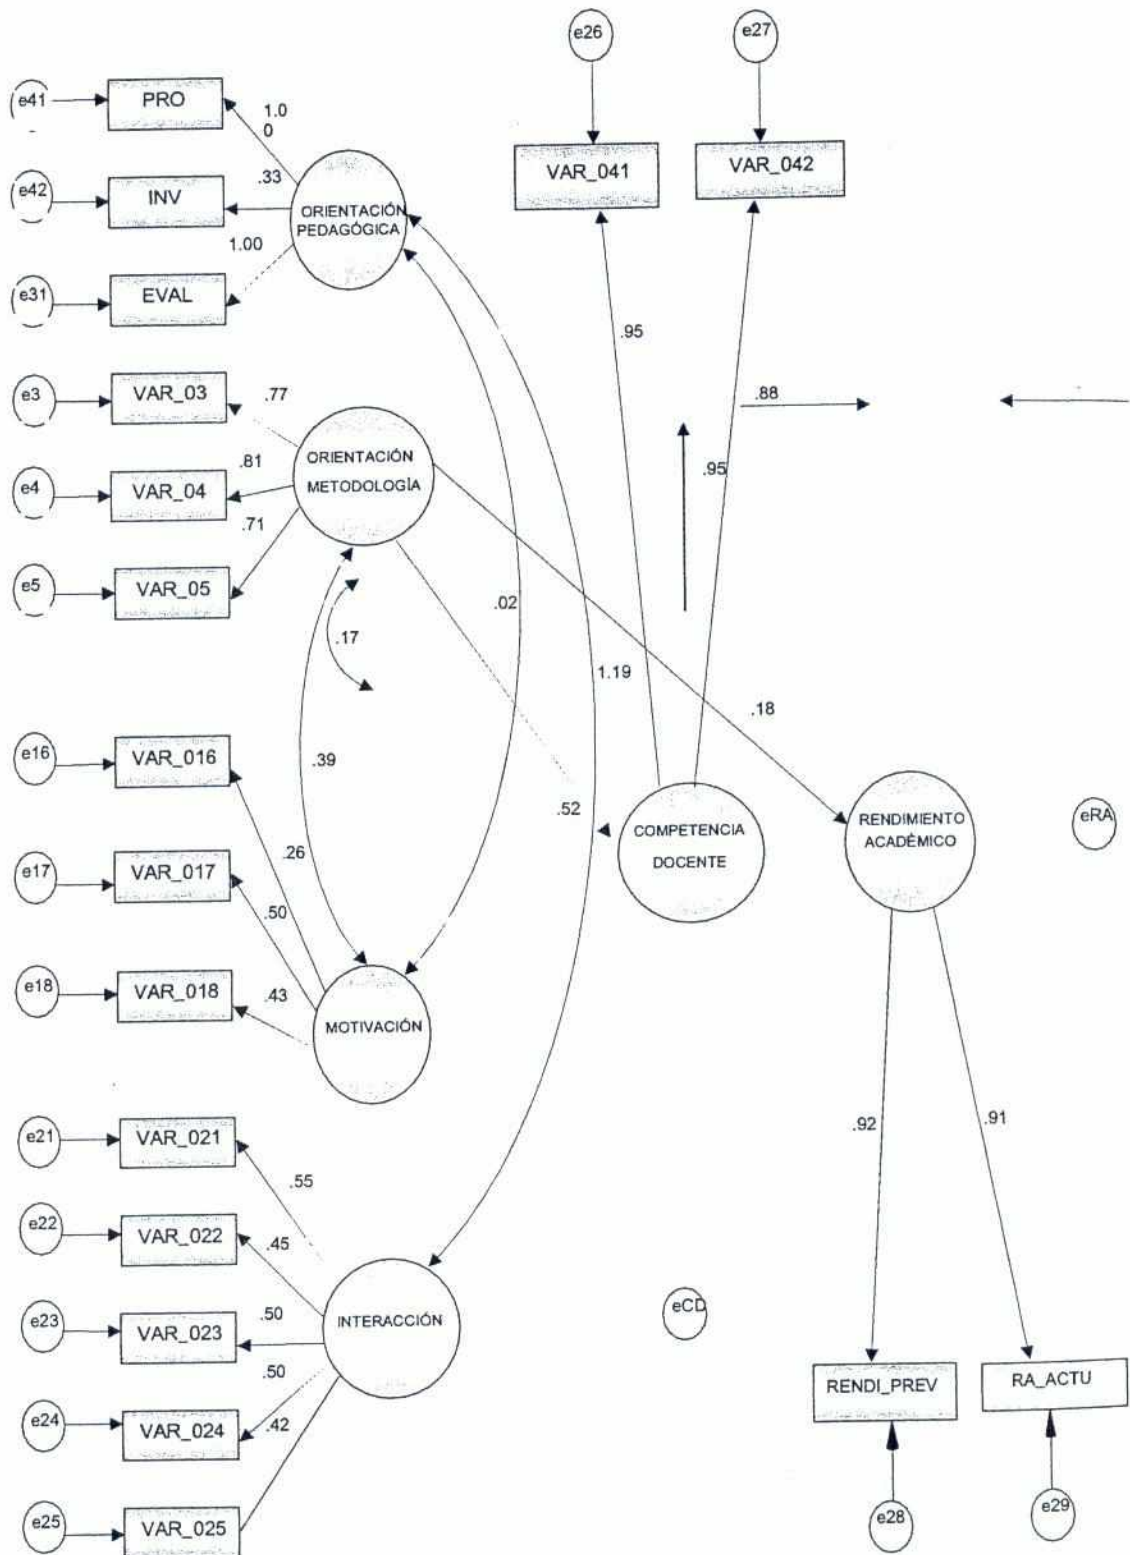 e26
e27
e41
PRO
1.0
0
VAR_041
VAR_042
e42
INV
.33
ORIENTACIÓN
PEDAGÓGICA
1.00
e31
EVAL
.95
e3
VAR_03
.77
.88
ORIENTACIÓN
METODOLOGÍA
.81
e4
VAR_04
.95
.71
e5
VAR_05
.02
.17
1.19
.18
e16
VAR_016
.39
.52
COMPETENCIA
DOCENTE
RENDIMIENTO
ACADÉMICO
eRA
.26
e17
VAR_017
.50
e18
VAR_018
.43
MOTIVACIÓN
e21
VAR_021
.92
.91
.55
e22
VAR_022
.45
eCD
e23
VAR_023
.50
INTERACCIÓN
.50
RENDI_PREV
RA_ACTU
e24
VAR_024
.42
e28
e29
e25
VAR_025